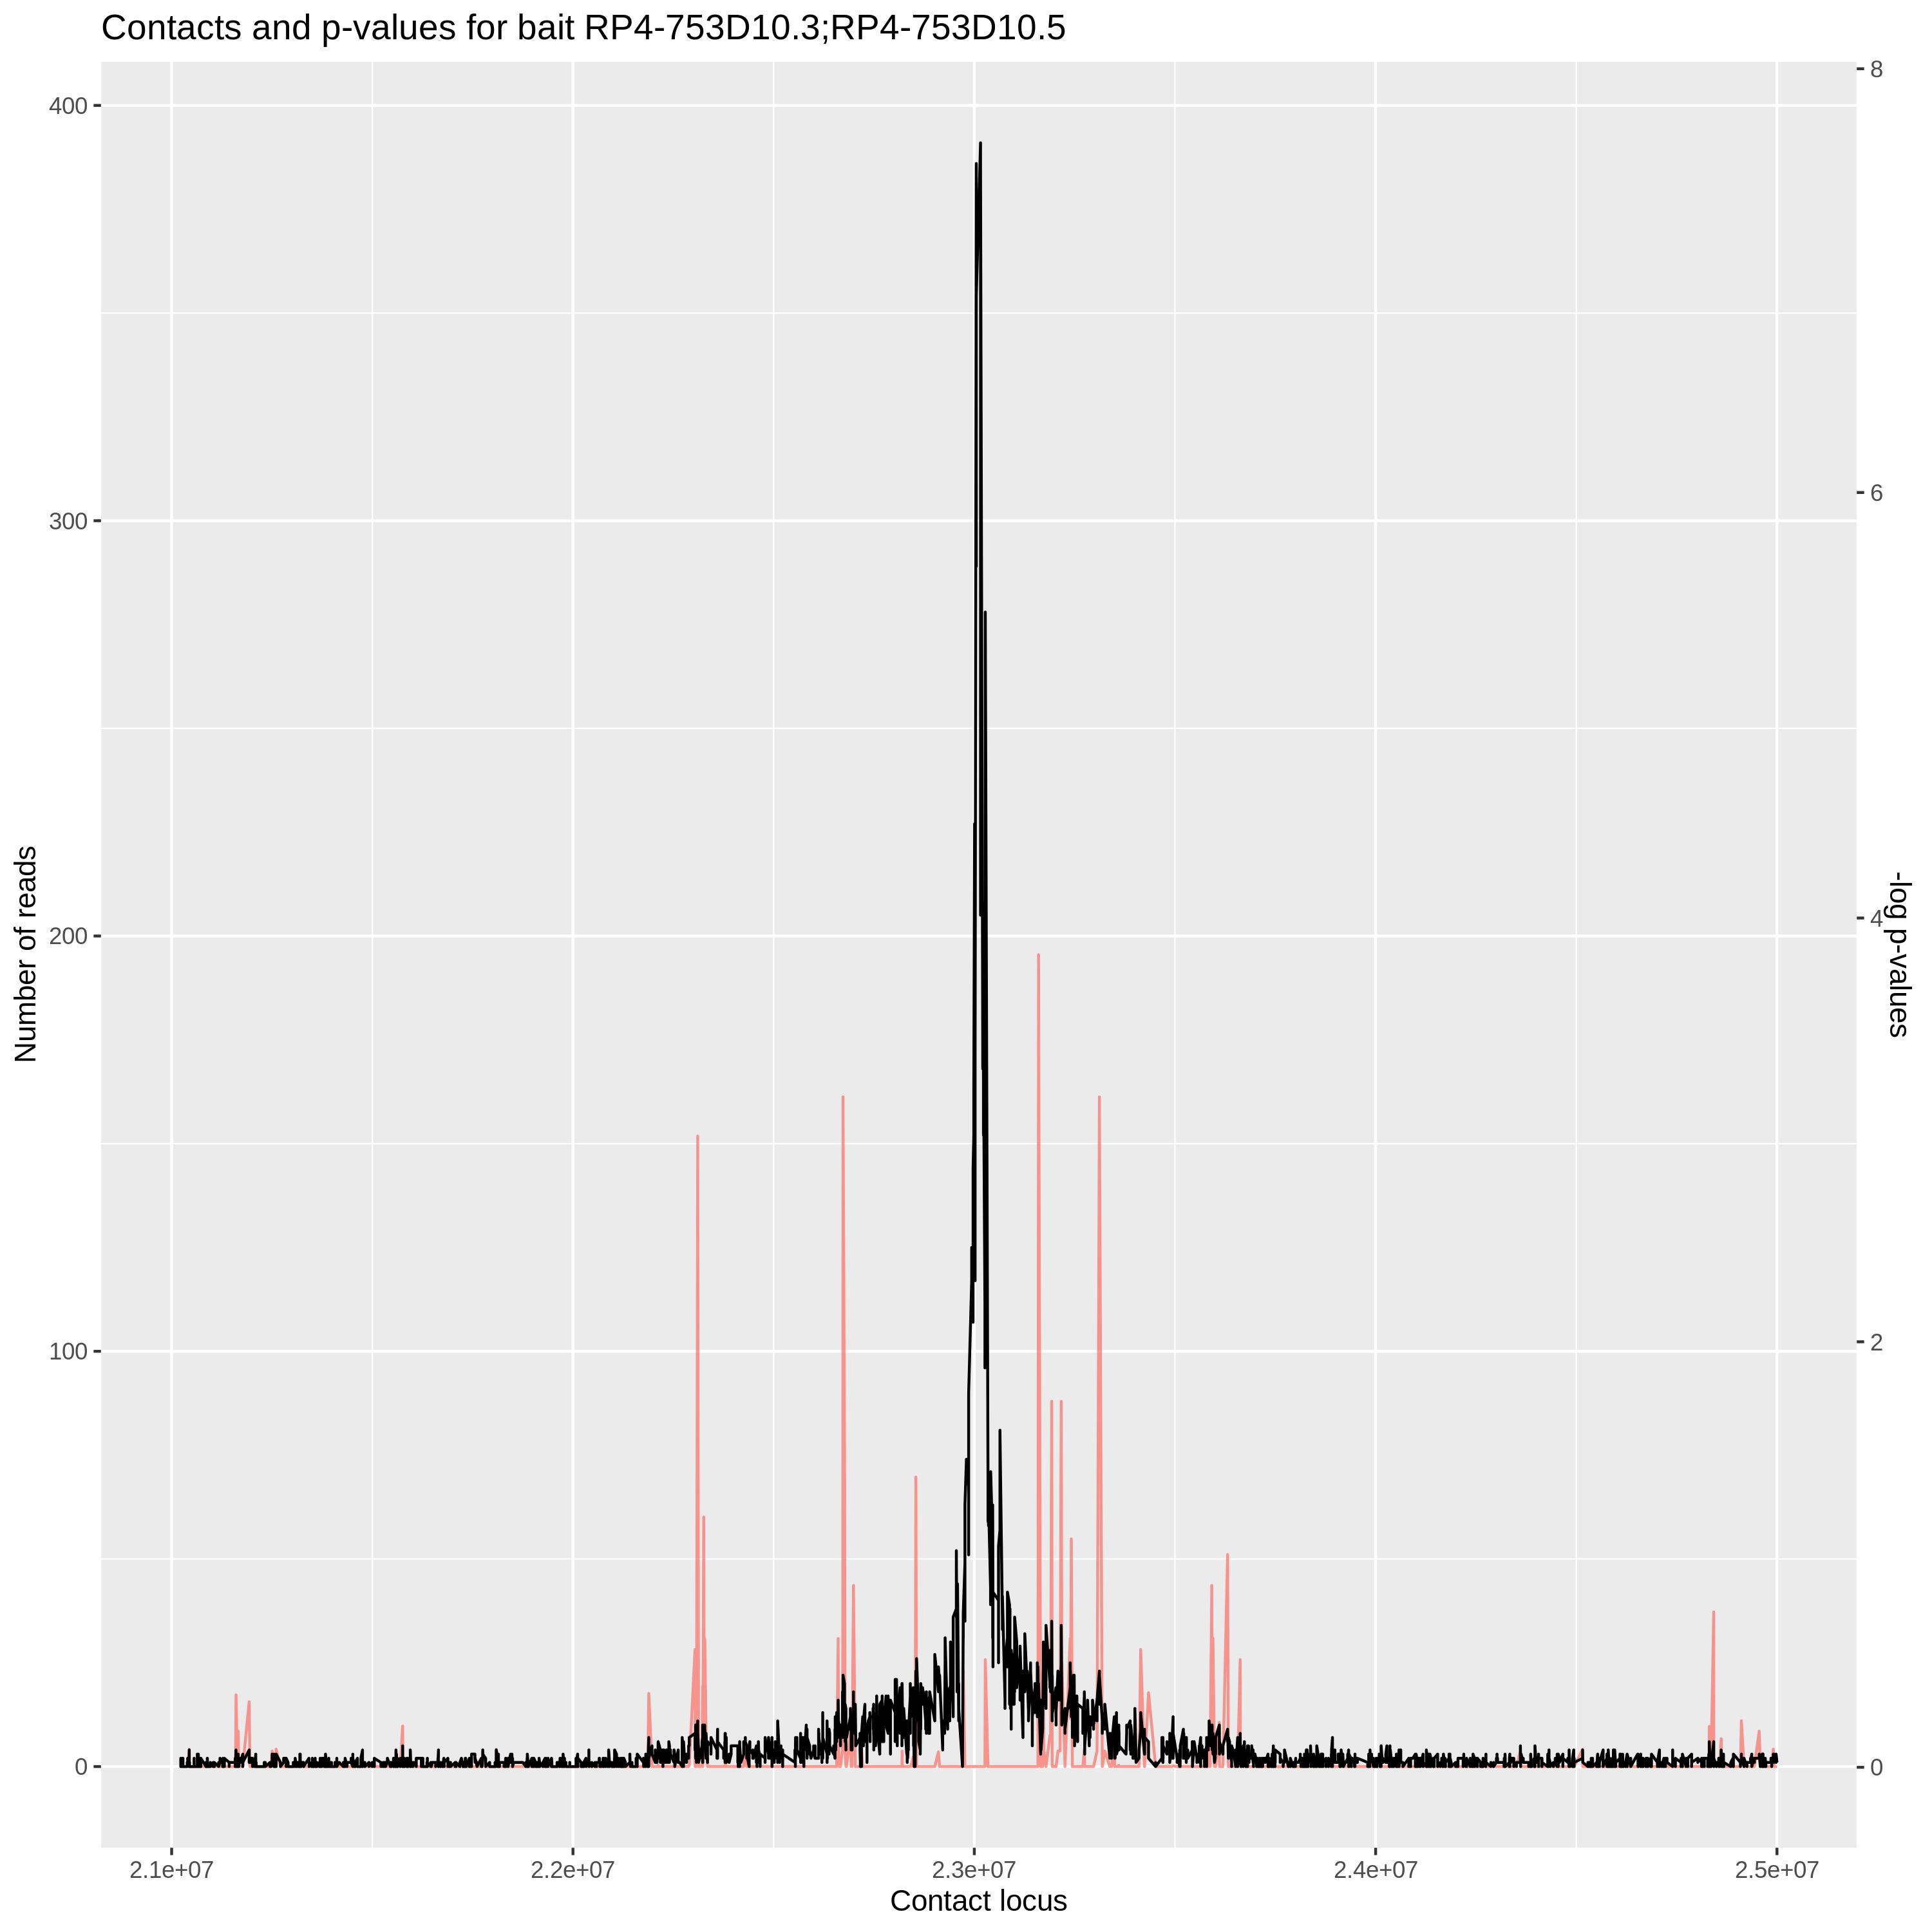 Contacts and p-values for bait RP4-753D10.3;RP4-753D10.5
400
300
200
100
0
Number of reads
8
6
4
2
0
-log p-values
2.1e+07 2.2e+07 2.3e+07 2.4e+07 2.5e+07
Contact locus